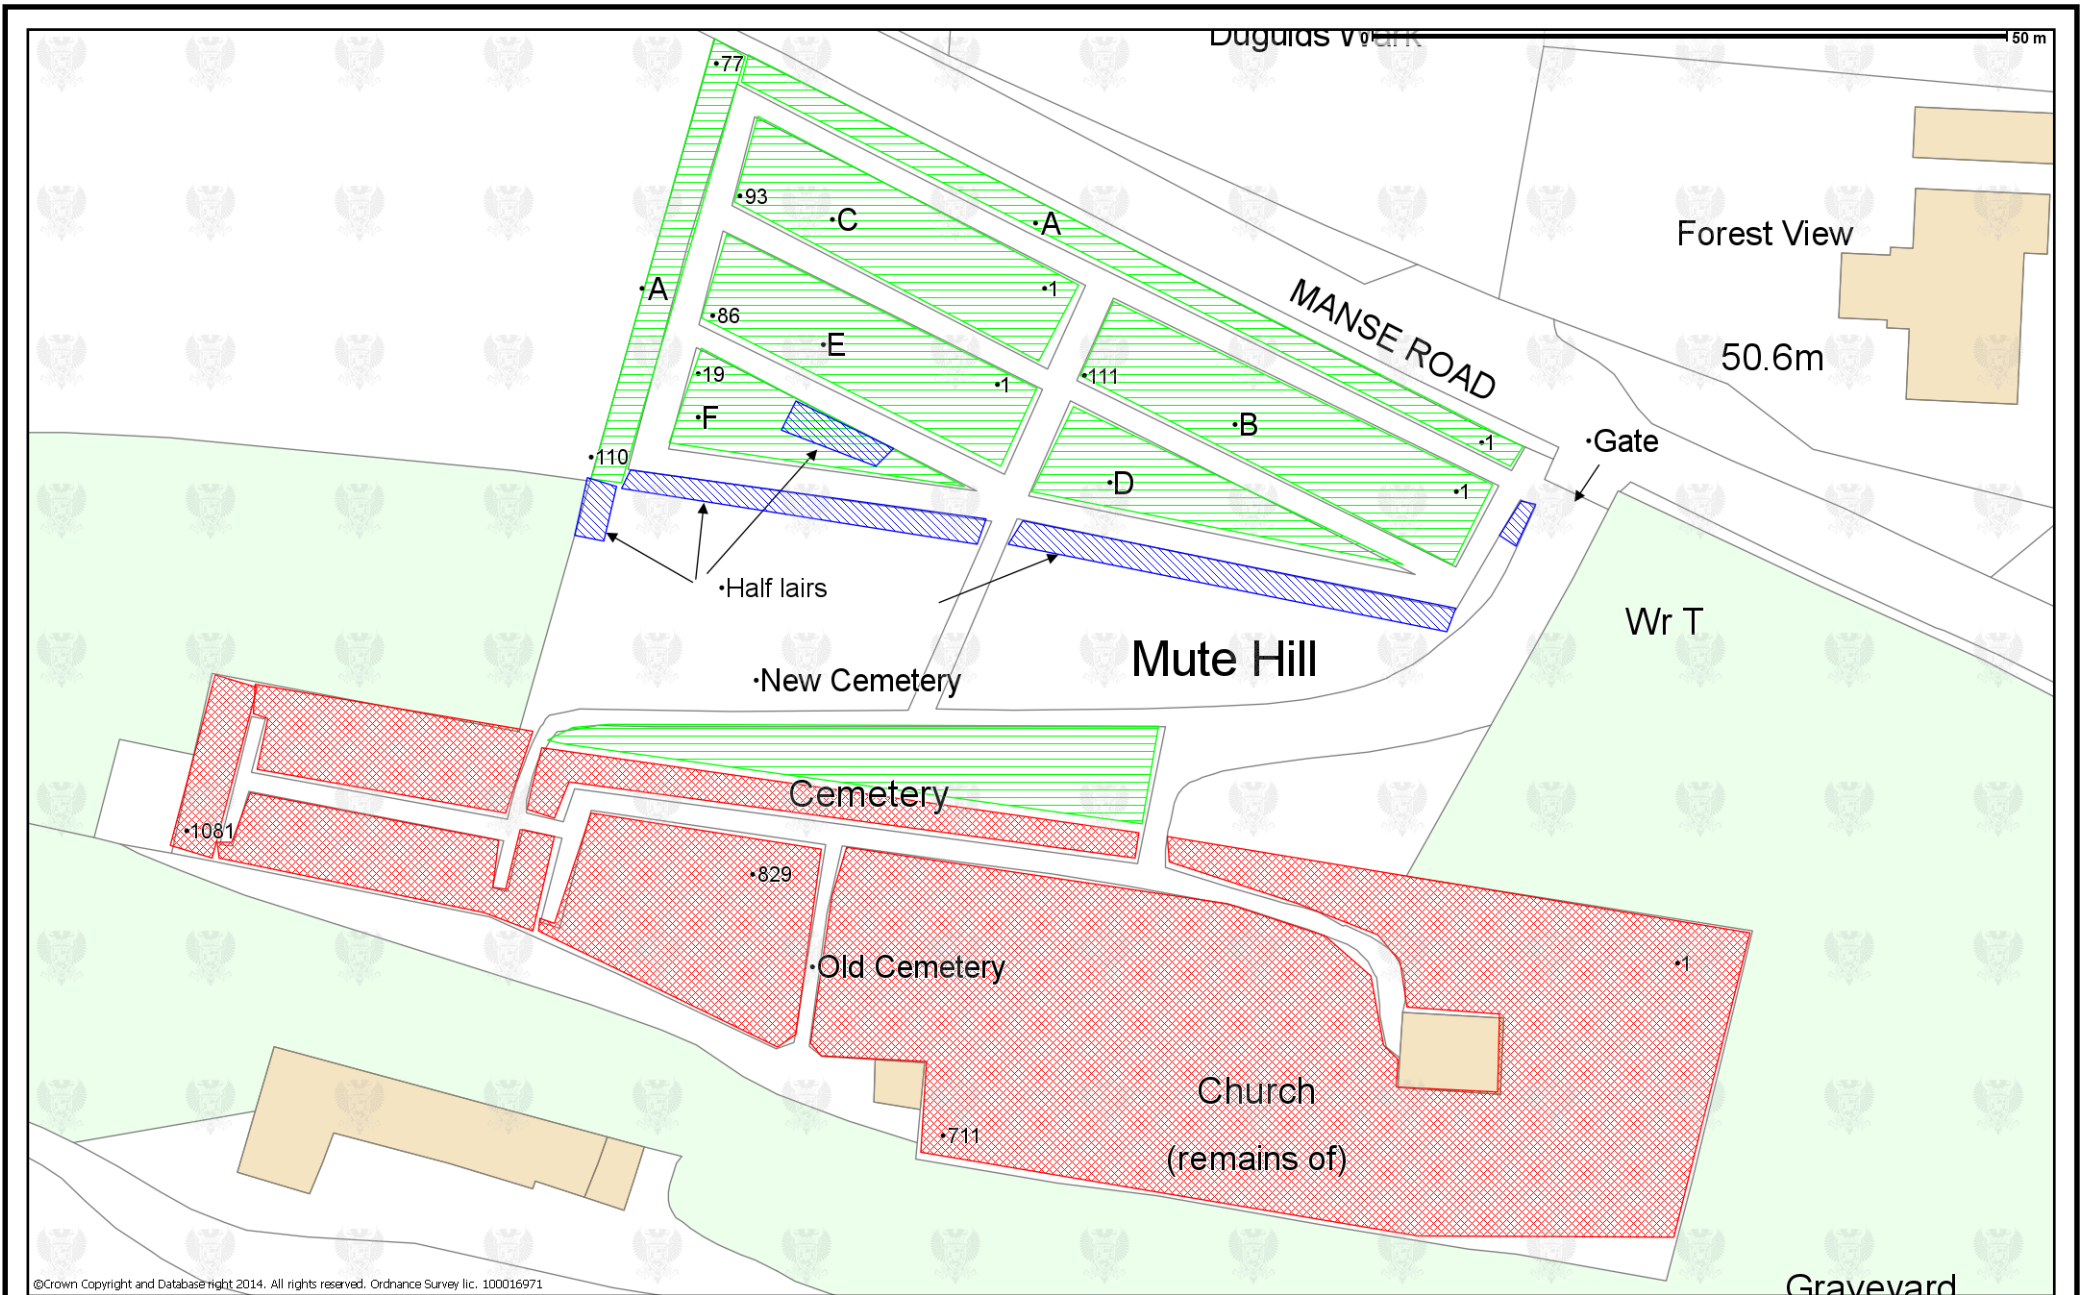 Duguids Wark
0 50 m
•77
•93
•C
•A
Forest View
•A
•1
MANSE ROAD
•86
•E
50.6m
•19
•1
•111
•F
•B
•1
•Gate
•110
•D
•1
•Half lairs
Wr T
Mute Hill
•New Cemetery
Cemetery
•1081
•829
•Old Cemetery
•1
Church
•711
(remains of)
©Crown Copyright and Database right 2014. All rights reserved. Ordnance Survey lic. 100016971
Graveyard